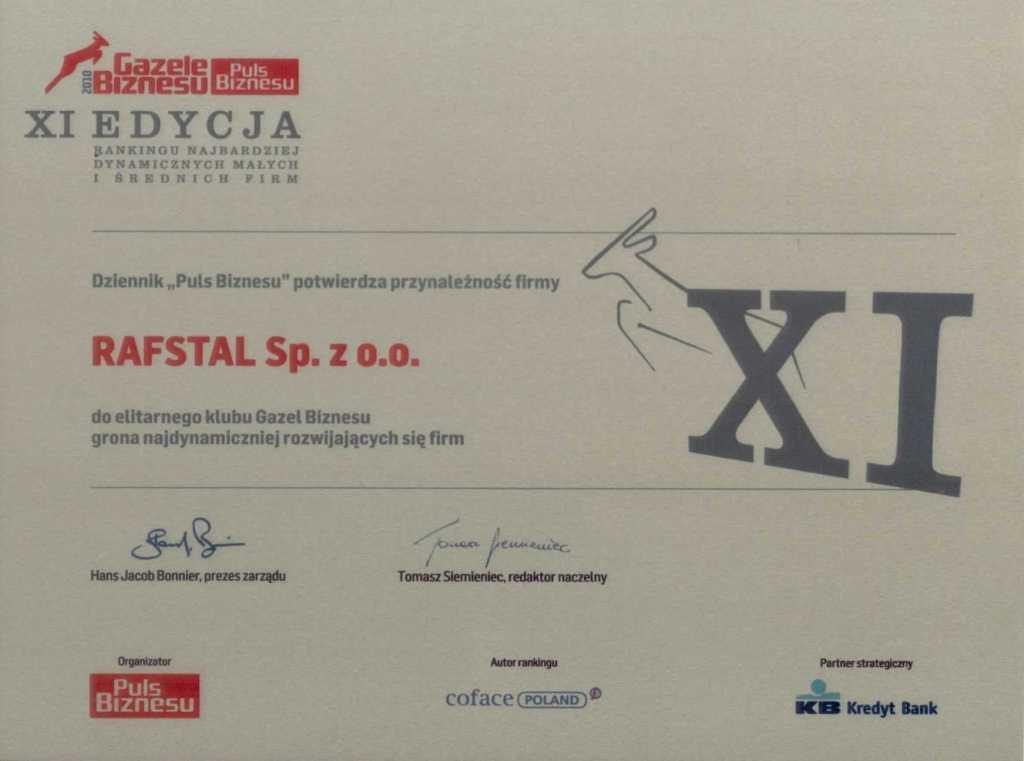 2010
Gazele
Biznesu
Puls
Biznesu
XI EDYCJA
RANKINGU NAJBARDZIEJ
DYNAMICZNYCH MAŁYCH
I ŚREDNICH FIRM
Dziennik „Puls Biznesu" potwierdza przynależność firmy
XI
RAFSTAL Sp. z o.o.
do elitarnego klubu Gazel Biznesu
grona najdynamiczniej rozwijających się firm
Hans Jacob Bonnier, prezes zarządu
Tomasz Siemieniec, redaktor naczelny
Organizator
Puls
Biznesu
Autor rankingu
coface POLAND
Partner strategiczny
KB Kredyt Bank